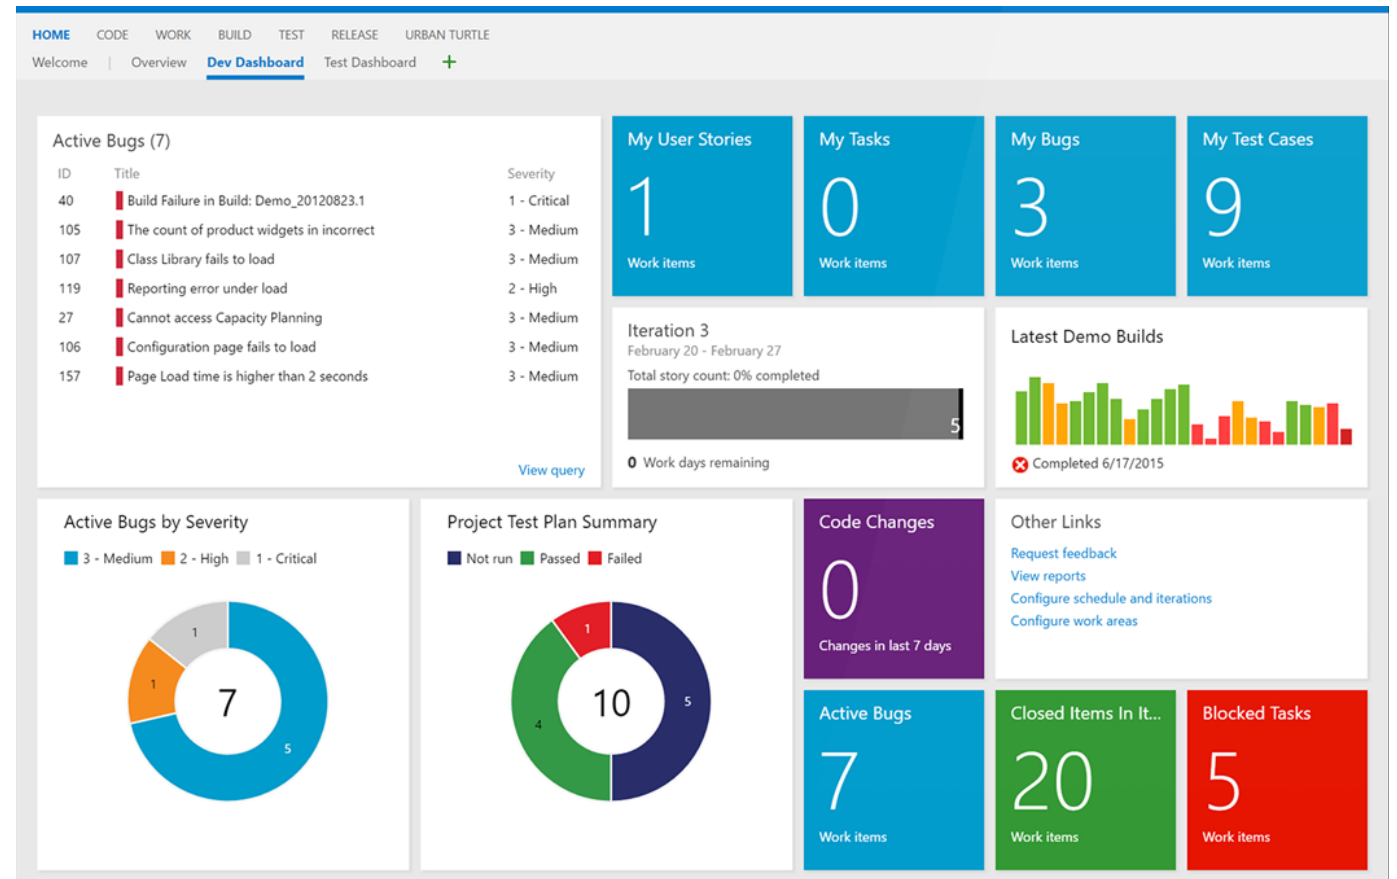 HOME CODE WORK BUILD TEST RELEASE URBAN TURTLE
Welcome | Overview Dev Dashboard Test Dashboard +
Active Bugs (7)
ID Title Severity
40 Build Failure in Build: Demo_20120823.1 1 - Critical
105 The count of product widgets in incorrect 3 - Medium
107 Class Library fails to load 3 - Medium
119 Reporting error under load 2 - High
27 Cannot access Capacity Planning 3 - Medium
106 Configuration page fails to load 3 - Medium
157 Page Load time is higher than 2 seconds 3 - Medium
View query
My User Stories
1
Work items
My Tasks
0
Work items
My Bugs
3
Work items
My Test Cases
9
Work items
Iteration 3
February 20 - February 27
Total story count: 0% completed
5
0 Work days remaining
Latest Demo Builds
Completed 6/17/2015
Active Bugs by Severity
3 - Medium 2 - High 1 - Critical
1
1
7
5
Project Test Plan Summary
Not run Passed Failed
1
10
5
4
Code Changes
0
Changes in last 7 days
Other Links
Request feedback
View reports
Configure schedule and iterations
Configure work areas
Active Bugs
7
Work items
Closed Items In It...
20
Work items
Blocked Tasks
5
Work items